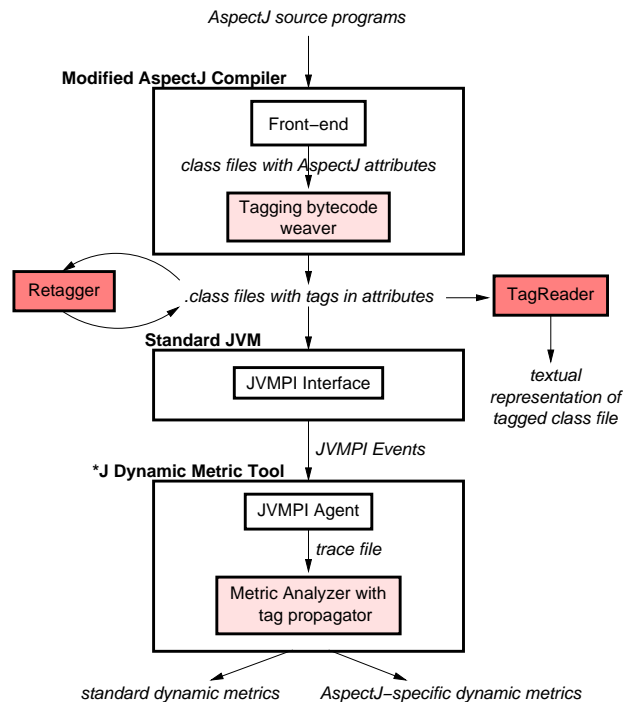 AspectJ source programs
Modified AspectJ Compiler
Front−end
class files with AspectJ attributes
Tagging bytecode
weaver
Retagger
.class files with tags in attributes
TagReader
Standard JVM
JVMPI Interface
textual
representation of
tagged class file
JVMPI Events
*J Dynamic Metric Tool
JVMPI Agent
trace file
Metric Analyzer with
tag propagator
standard dynamic metrics
AspectJ−specific dynamic metrics